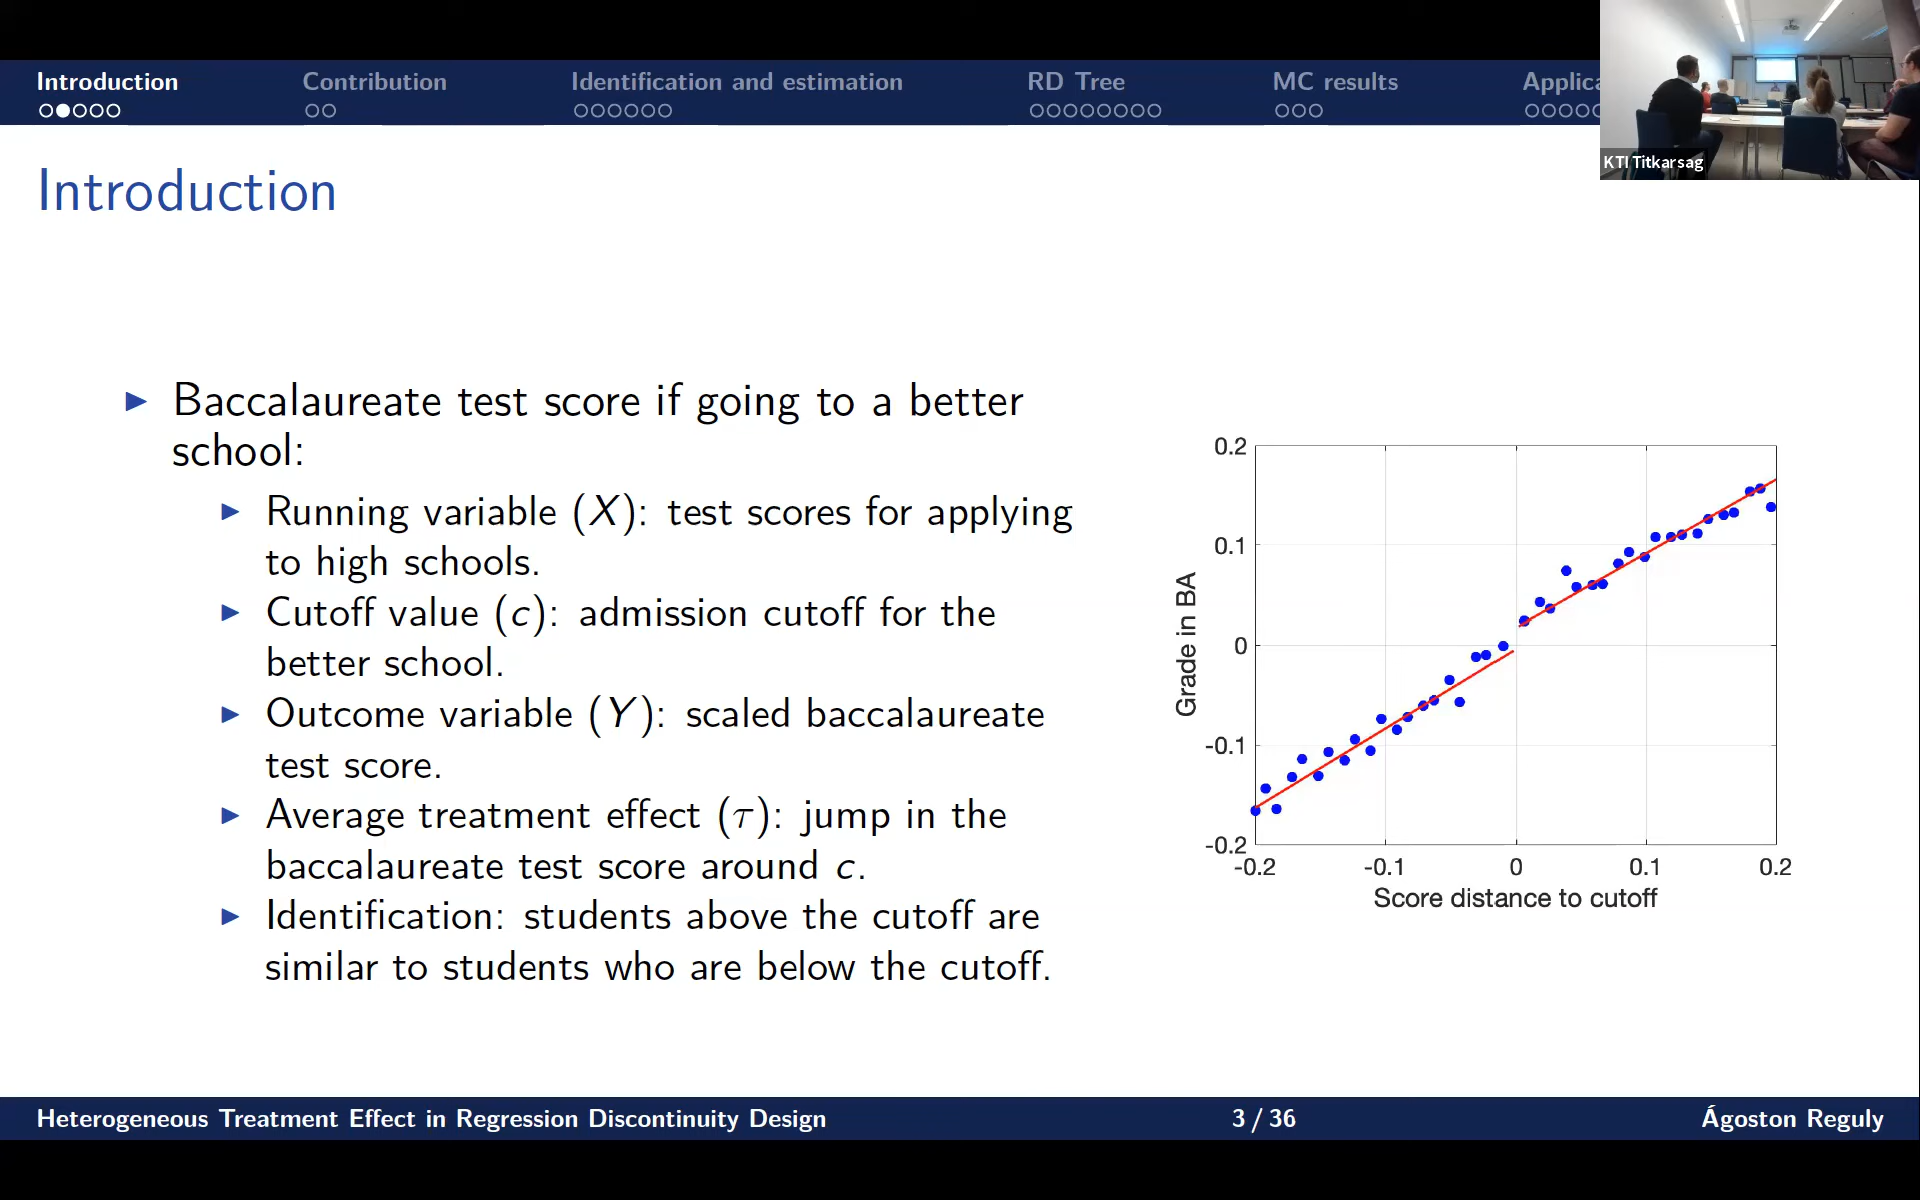 Introduction
Contribution
Identification and estimation
RD Tree
MC results
Applica
KTI Titkarsag
Introduction
▶ Baccalaureate test score if going to a better
school:
▶ Running variable (X): test scores for applying
to high schools.
▶ Cutoff value (c): admission cutoff for the
better school.
▶ Outcome variable (Y): scaled baccalaureate
test score.
▶ Average treatment effect (τ): jump in the
baccalaureate test score around c.
▶ Identification: students above the cutoff are
similar to students who are below the cutoff.
Grade in BA
0.2
0.1
0
-0.1
-0.2
-0.2
-0.1
0
0.1
0.2
Score distance to cutoff
Heterogeneous Treatment Effect in Regression Discontinuity Design
3 / 36
Ágoston Reguly